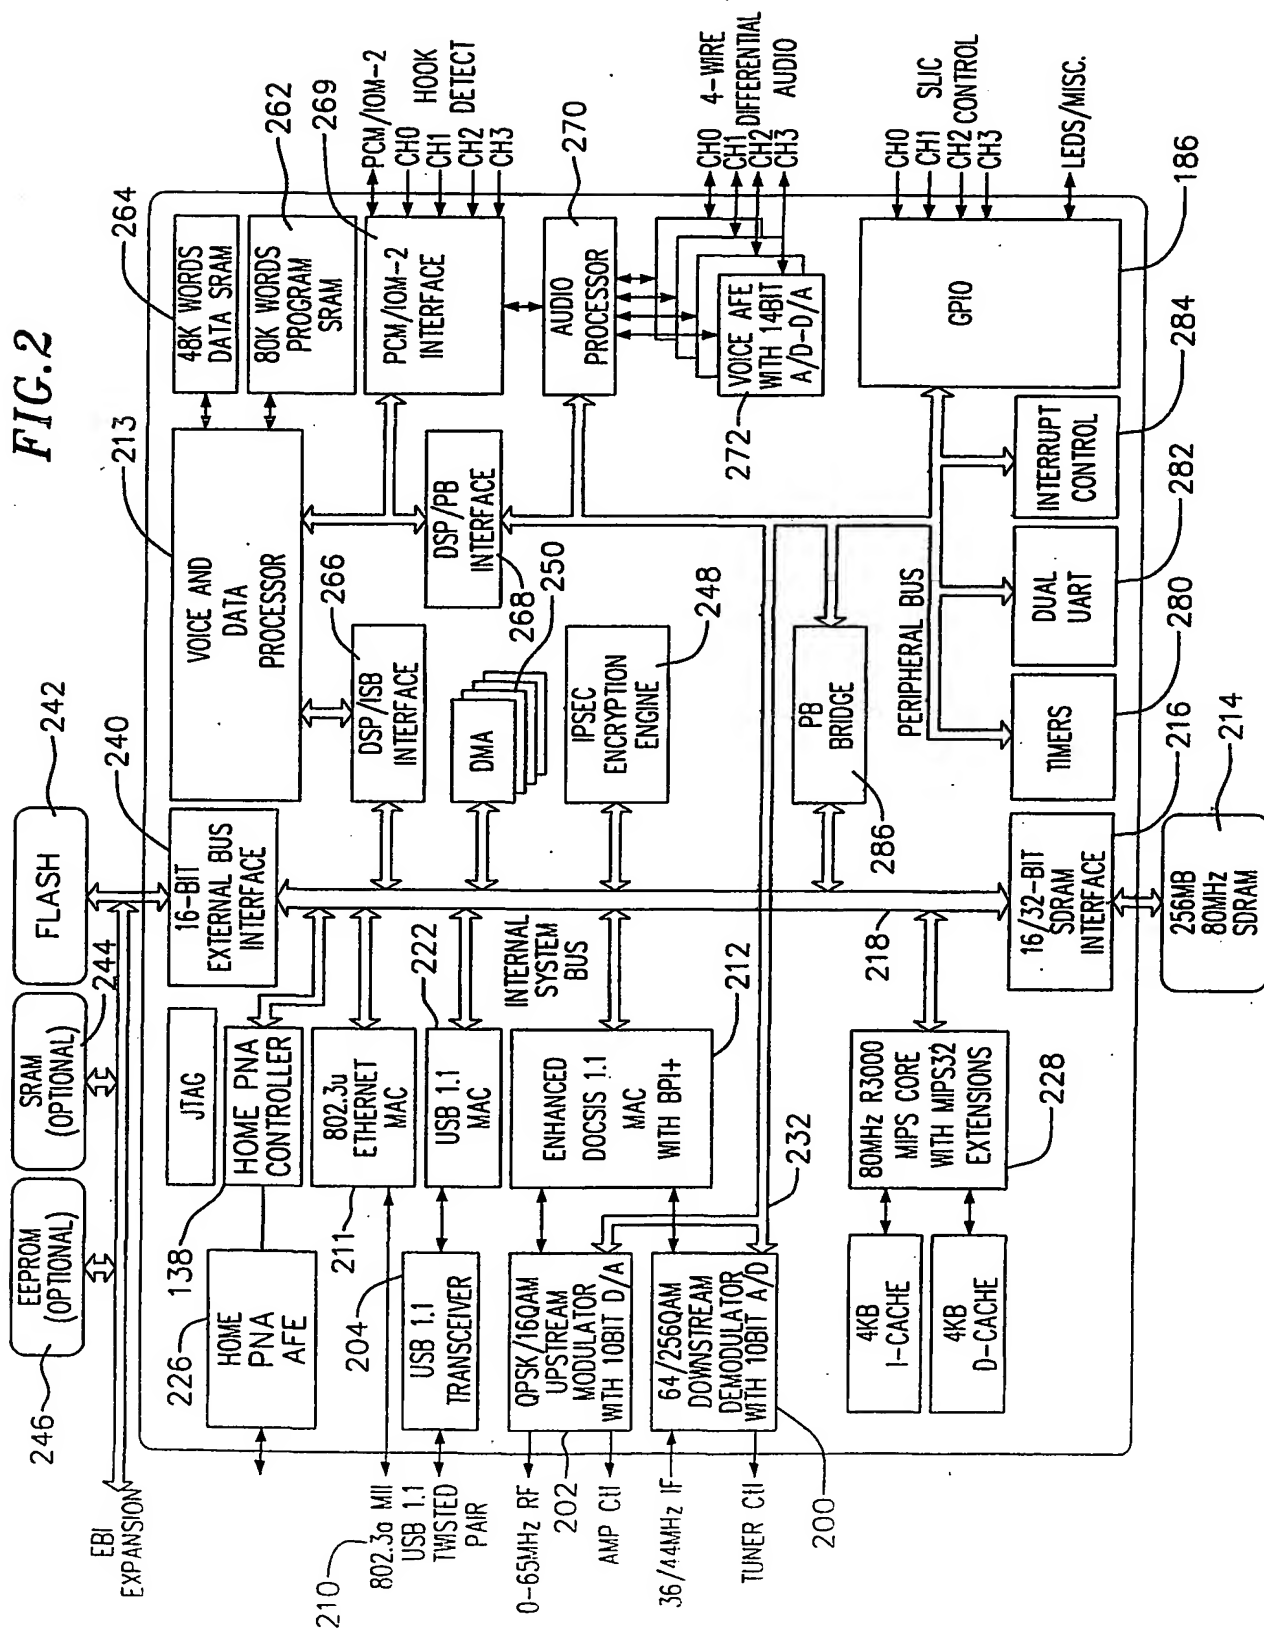 FIG.2
246
EEPROM
(OPTIONAL)
SRAM
(OPTIONAL)
244
FLASH
242
EBI
EXPANSION
240
16-BIT
EXTERNAL BUS
INTERFACE
213
VOICE AND
DATA
PROCESSOR
264
48K WORDS
DATA SRAM
262
80K WORDS
PROGRAM
SRAM
269
PCM/IOM-2
INTERFACE
PCM/IOM-2
CH0
CH1
CH2
CH3
HOOK
DETECT
JTAG
226
HOME
PNA
AFE
138
HOME PNA
CONTROLLER
266
DSP/ISB
INTERFACE
DSP/PB
INTERFACE
268
210
802.3a MII
211
802.3u
ETHERNET
MAC
DMA
250
270
AUDIO
PROCESSOR
USB 1.1
TWISTED
PAIR
204
USB 1.1
TRANSCEIVER
222
USB 1.1
MAC
INTERNAL
SYSTEM
BUS
248
IPSEC
ENCRYPTION
ENGINE
CH0
CH1
CH2
CH3
4-WIRE
DIFFERENTIAL
AUDIO
0-65MHz RF
202
AMP Ctl
QPSK/16QAM
UPSTREAM
MODULATOR
WITH 10BIT D/A
212
ENHANCED
DOCSIS 1.1
MAC
WITH BPI+
272
VOICE AFE
WITH 14BIT
A/D-D/A
36/44MHz IF
TUNER Ctl
200
64/256QAM
DOWNSTREAM
DEMODULATOR
WITH 10BIT A/D
232
PB
BRIDGE
286
PERIPHERAL BUS
GPIO
186
CH0
CH1
CH2
CH3
SLIC
CONTROL
LEDS/MISC.
4KB
I-CACHE
4KB
D-CACHE
80MHz R3000
MIPS CORE
WITH MIPS32
EXTENSIONS
228
218
16/32-BIT
SDRAM
INTERFACE
216
TIMERS
280
DUAL
UART
282
INTERRUPT
CONTROL
284
256MB
80MHz
SDRAM
214